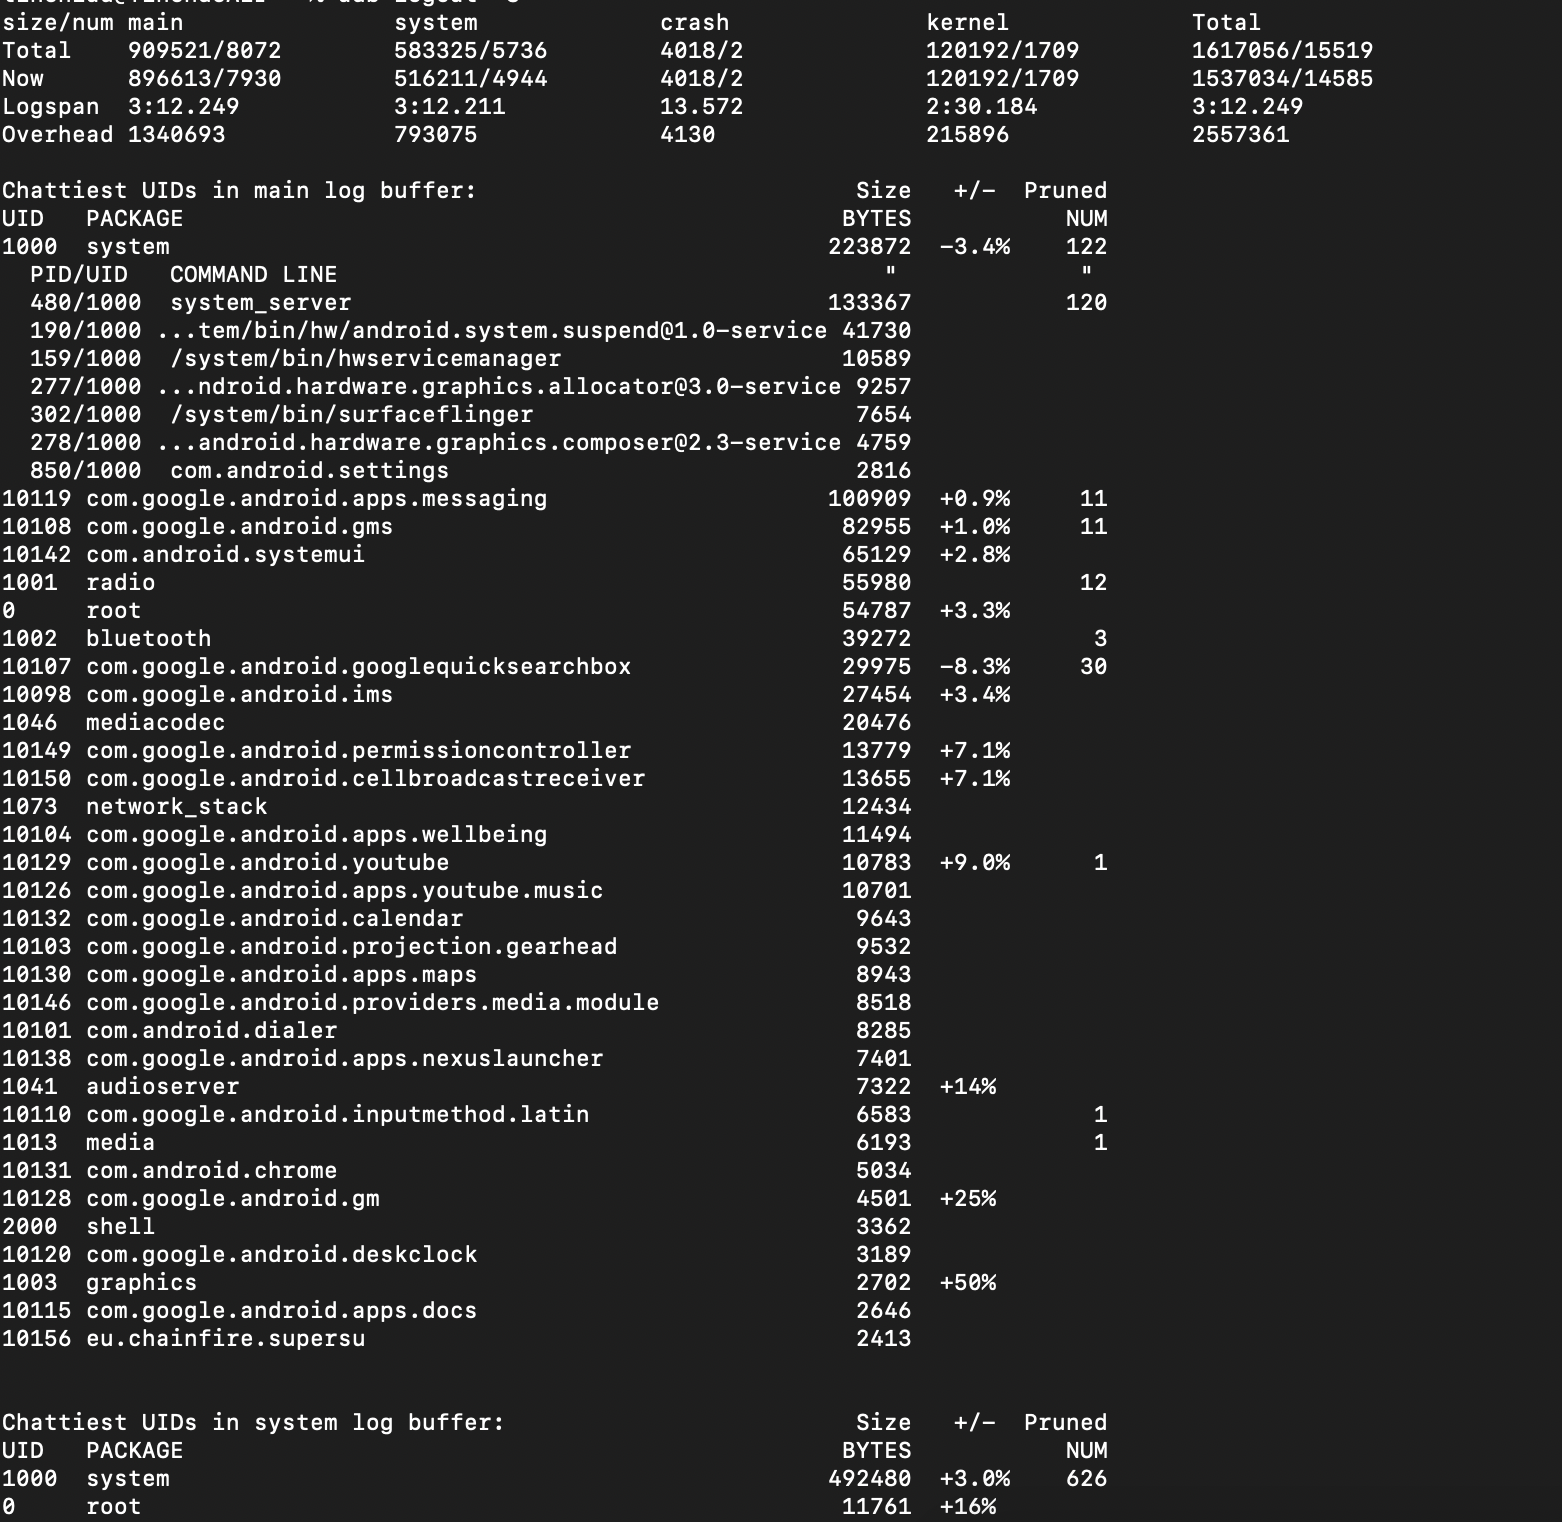 size/num main system crash kernel Total
Total 909521/8072 583325/5736 4018/2 120192/1709 1617056/15519
Now 896613/7930 516211/4944 4018/2 120192/1709 1537034/14585
Logspan 3:12.249 3:12.211 13.572 2:30.184 3:12.249
Overhead 1340693 793075 4130 215896 2557361
Chattiest UIDs in main log buffer: Size +/- Pruned
UID PACKAGE BYTES NUM
1000 system 223872 -3.4% 122
PID/UID COMMAND LINE " "
480/1000 system_server 133367 120
190/1000 ...tem/bin/hw/android.system.suspend@1.0-service 41730
159/1000 /system/bin/hwservicemanager 10589
277/1000 ...ndroid.hardware.graphics.allocator@3.0-service 9257
302/1000 /system/bin/surfaceflinger 7654
278/1000 ...android.hardware.graphics.composer@2.3-service 4759
850/1000 com.android.settings 2816
10119 com.google.android.apps.messaging 100909 +0.9% 11
10108 com.google.android.gms 82955 +1.0% 11
10142 com.android.systemui 65129 +2.8%
1001 radio 55980 12
0 root 54787 +3.3%
1002 bluetooth 39272 3
10107 com.google.android.googlequicksearchbox 29975 -8.3% 30
10098 com.google.android.ims 27454 +3.4%
1046 mediacodec 20476
10149 com.google.android.permissioncontroller 13779 +7.1%
10150 com.google.android.cellbroadcastreceiver 13655 +7.1%
1073 network_stack 12434
10104 com.google.android.apps.wellbeing 11494
10129 com.google.android.youtube 10783 +9.0% 1
10126 com.google.android.apps.youtube.music 10701
10132 com.google.android.calendar 9643
10103 com.google.android.projection.gearhead 9532
10130 com.google.android.apps.maps 8943
10146 com.google.android.providers.media.module 8518
10101 com.android.dialer 8285
10138 com.google.android.apps.nexuslauncher 7401
1041 audioserver 7322 +14%
10110 com.google.android.inputmethod.latin 6583 1
1013 media 6193 1
10131 com.android.chrome 5034
10128 com.google.android.gm 4501 +25%
2000 shell 3362
10120 com.google.android.deskclock 3189
1003 graphics 2702 +50%
10115 com.google.android.apps.docs 2646
10156 eu.chainfire.supersu 2413
Chattiest UIDs in system log buffer: Size +/- Pruned
UID PACKAGE BYTES NUM
1000 system 492480 +3.0% 626
0 root 11761 +16%